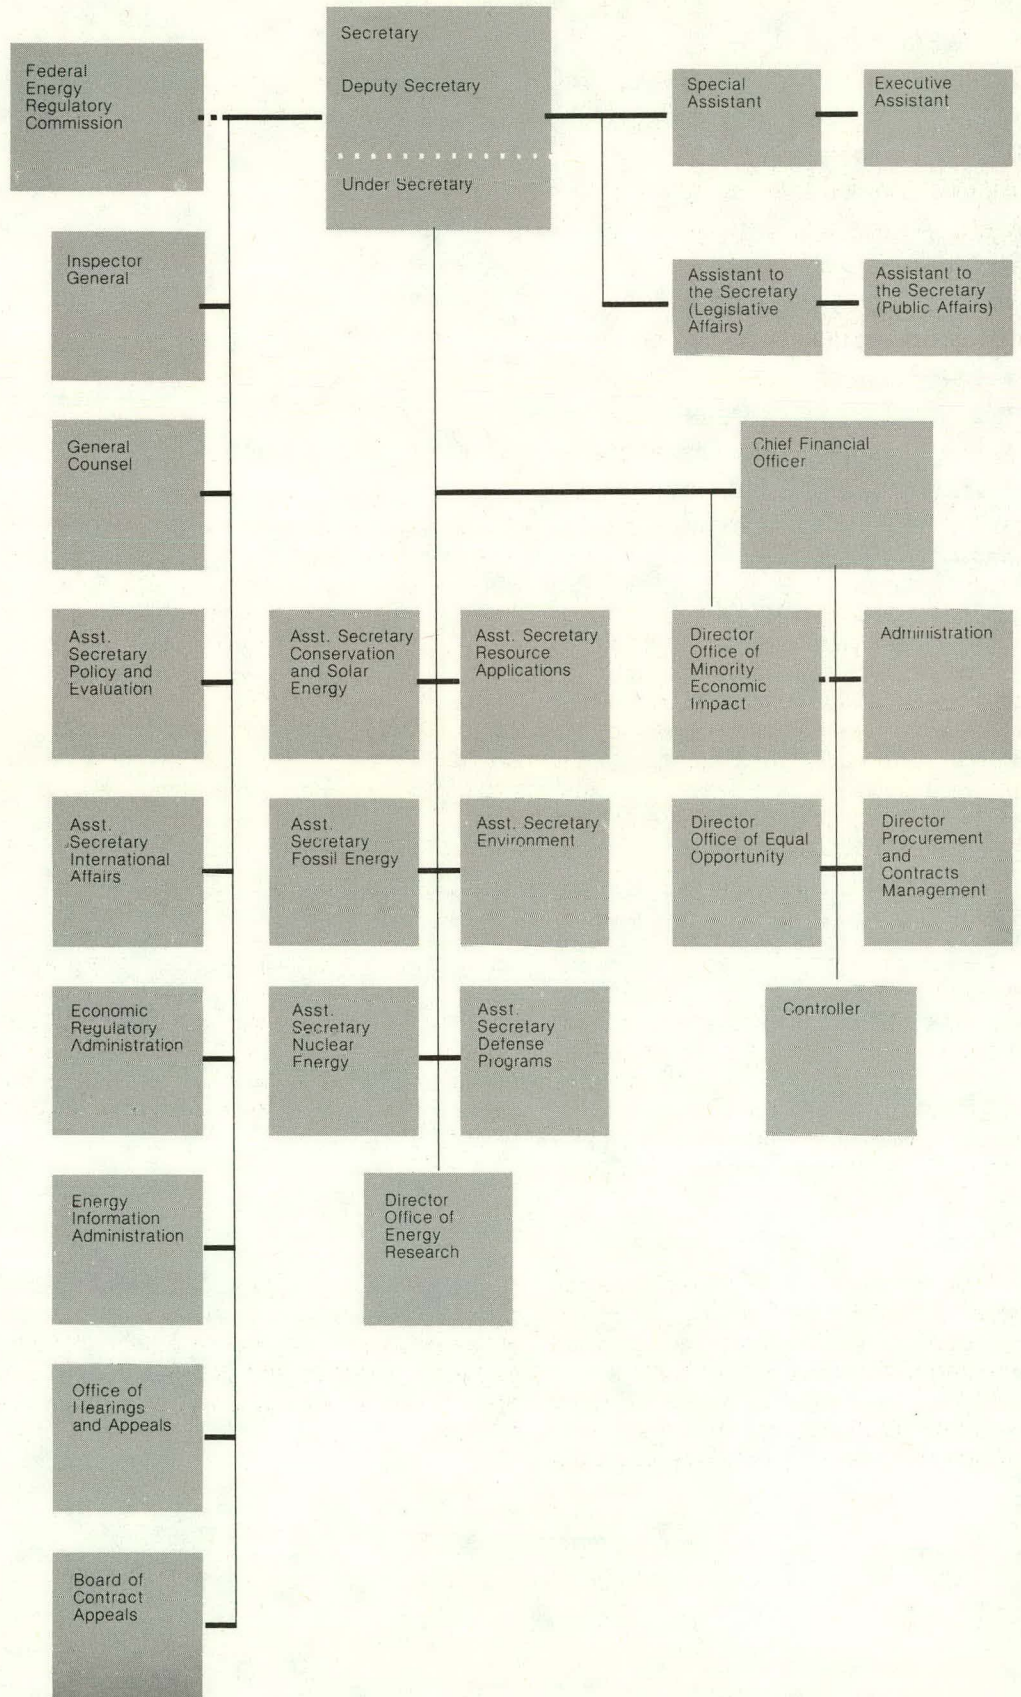 Secretary
Deputy Secretary
Under Secretary
Federal
Energy
Regulatory
Commission
Special
Assistant
Executive
Assistant
Inspector
General
Assistant to
the Secretary
(Legislative
Affairs)
Assistant to
the Secretary
(Public Affairs)
General
Counsel
Chief Financial
Officer
Asst.
Secretary
Policy and
Evaluation
Asst. Secretary
Conservation
and Solar
Energy
Asst. Secretary
Resource
Applications
Director
Office of
Minority
Economic
Impact
Administration
Asst.
Secretary
International
Affairs
Asst.
Secretary
Fossil Energy
Asst. Secretary
Environment
Director
Office of Equal
Opportunity
Director
Procurement
and
Contracts
Management
Economic
Regulatory
Administration
Asst.
Secretary
Nuclear
Energy
Asst.
Secretary
Defense
Programs
Controller
Energy
Information
Administration
Director
Office of
Energy
Research
Office of
Hearings
and Appeals
Board of
Contract
Appeals